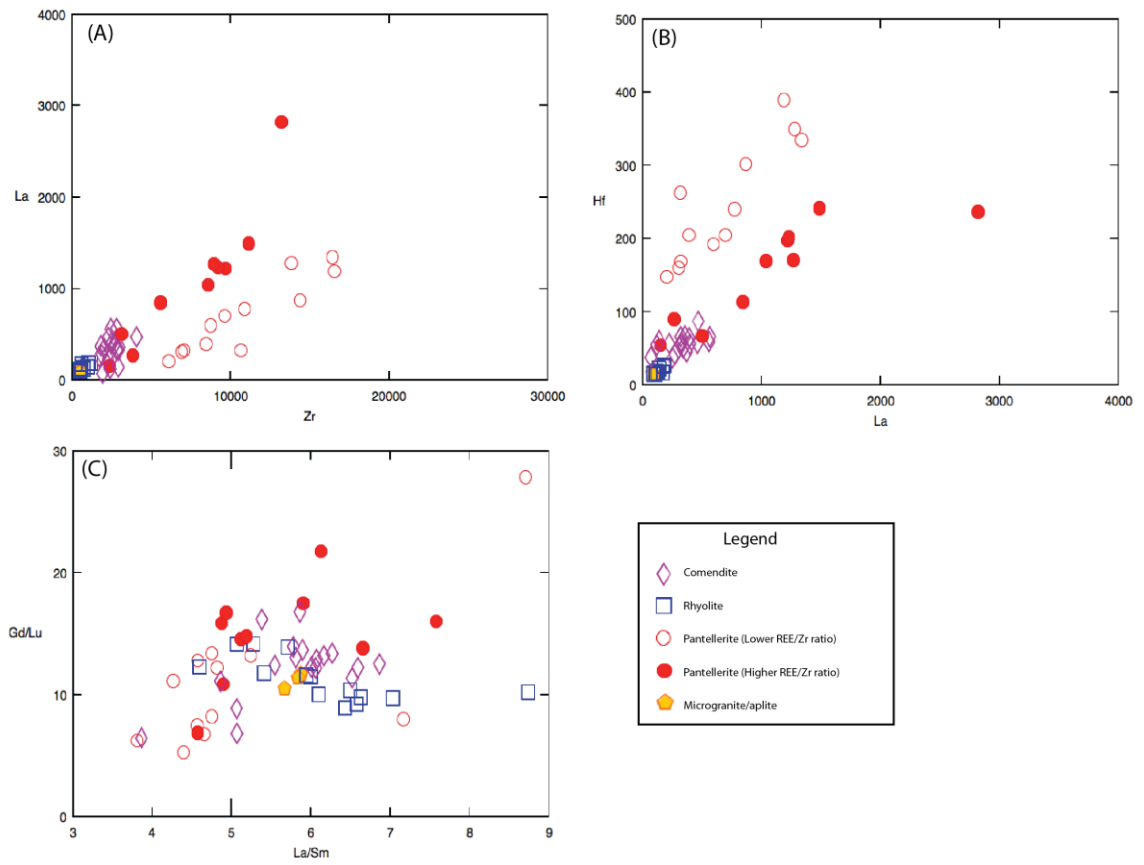 (A)
4000
3000
La
2000
1000
0
0
10000
20000
30000
Zr
(B)
500
400
300
Hf
200
100
0
0
1000
2000
3000
4000
La
(C)
30
20
Gd/Lu
10
0
3
4
5
6
7
8
9
La/Sm
Legend
Comendite
Rhyolite
Pantellerite (Lower REE/Zr ratio)
Pantellerite (Higher REE/Zr ratio)
Microgranite/aplite